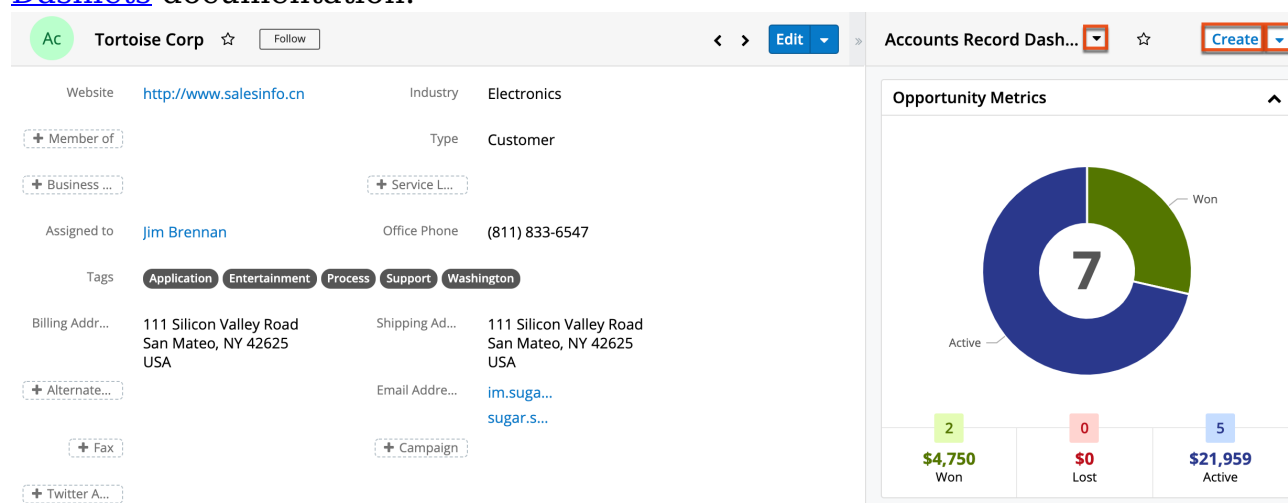 Dashlets documentation.
Ac Tortoise Corp ☆ Follow ‹ › Edit » Accounts Record Dash... ☆ Create
Website http://www.salesinfo.cn Industry Electronics
Opportunity Metrics
+ Member of Type Customer
+ Business ... + Service L...
Won
Assigned to Jim Brennan Office Phone (811) 833-6547
7
Tags Application Entertainment Process Support Washington
Billing Addr... 111 Silicon Valley Road Shipping Ad... 111 Silicon Valley Road
San Mateo, NY 42625 San Mateo, NY 42625
Active
USA USA
+ Alternate... Email Addre... im.suga...
sugar.s...
2 0 5
+ Fax + Campaign
$4,750 $0 $21,959
Won Lost Active
+ Twitter A...